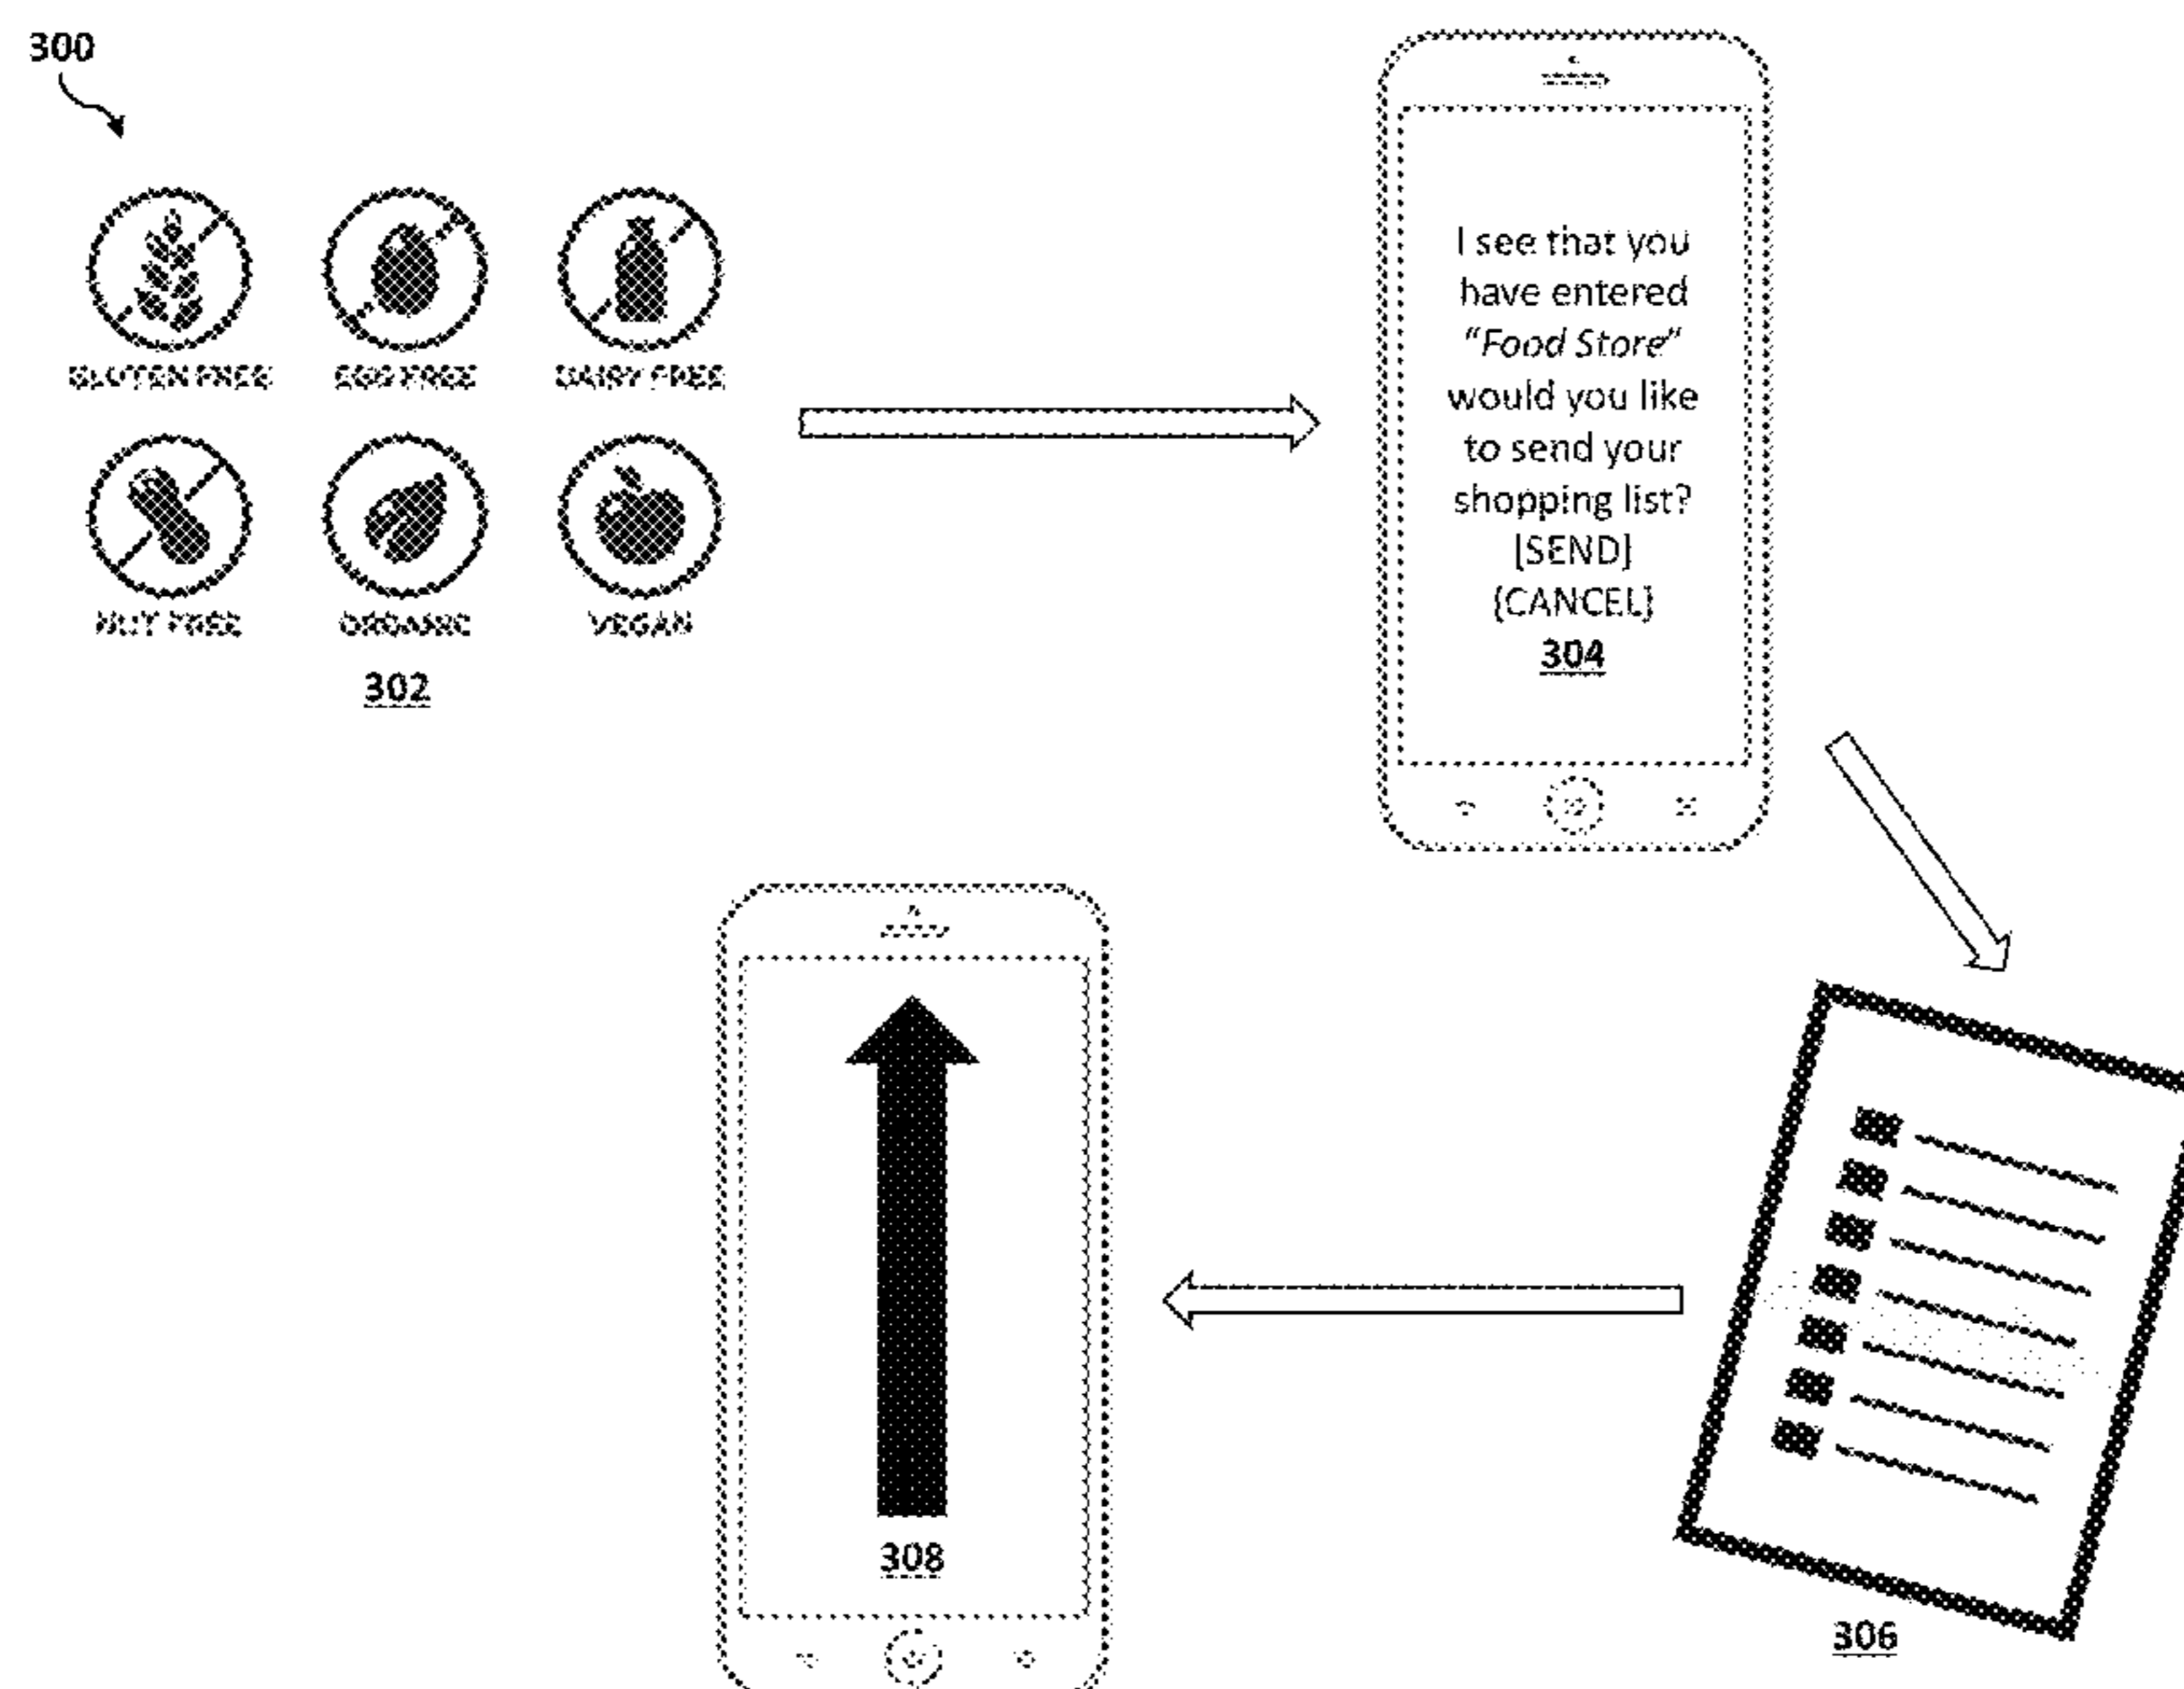 300
GLUTEN FREE
EGG FREE
DAIRY FREE
NUT FREE
ORGANIC
VEGAN
302
I see that you
have entered
“Food Store”
would you like
to send your
shopping list?
[SEND]
[CANCEL]
304
306
308